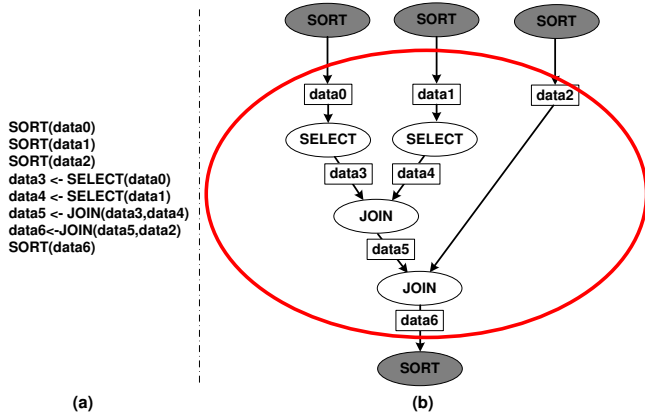 SORT(data0)
SORT(data1)
SORT(data2)
data3 <- SELECT(data0)
data4 <- SELECT(data1)
data5 <- JOIN(data3,data4)
data6<-JOIN(data5,data2)
SORT(data6)
(a)
SORT
SORT
SORT
data0
data1
data2
SELECT
SELECT
data3
data4
JOIN
data5
JOIN
data6
SORT
(b)